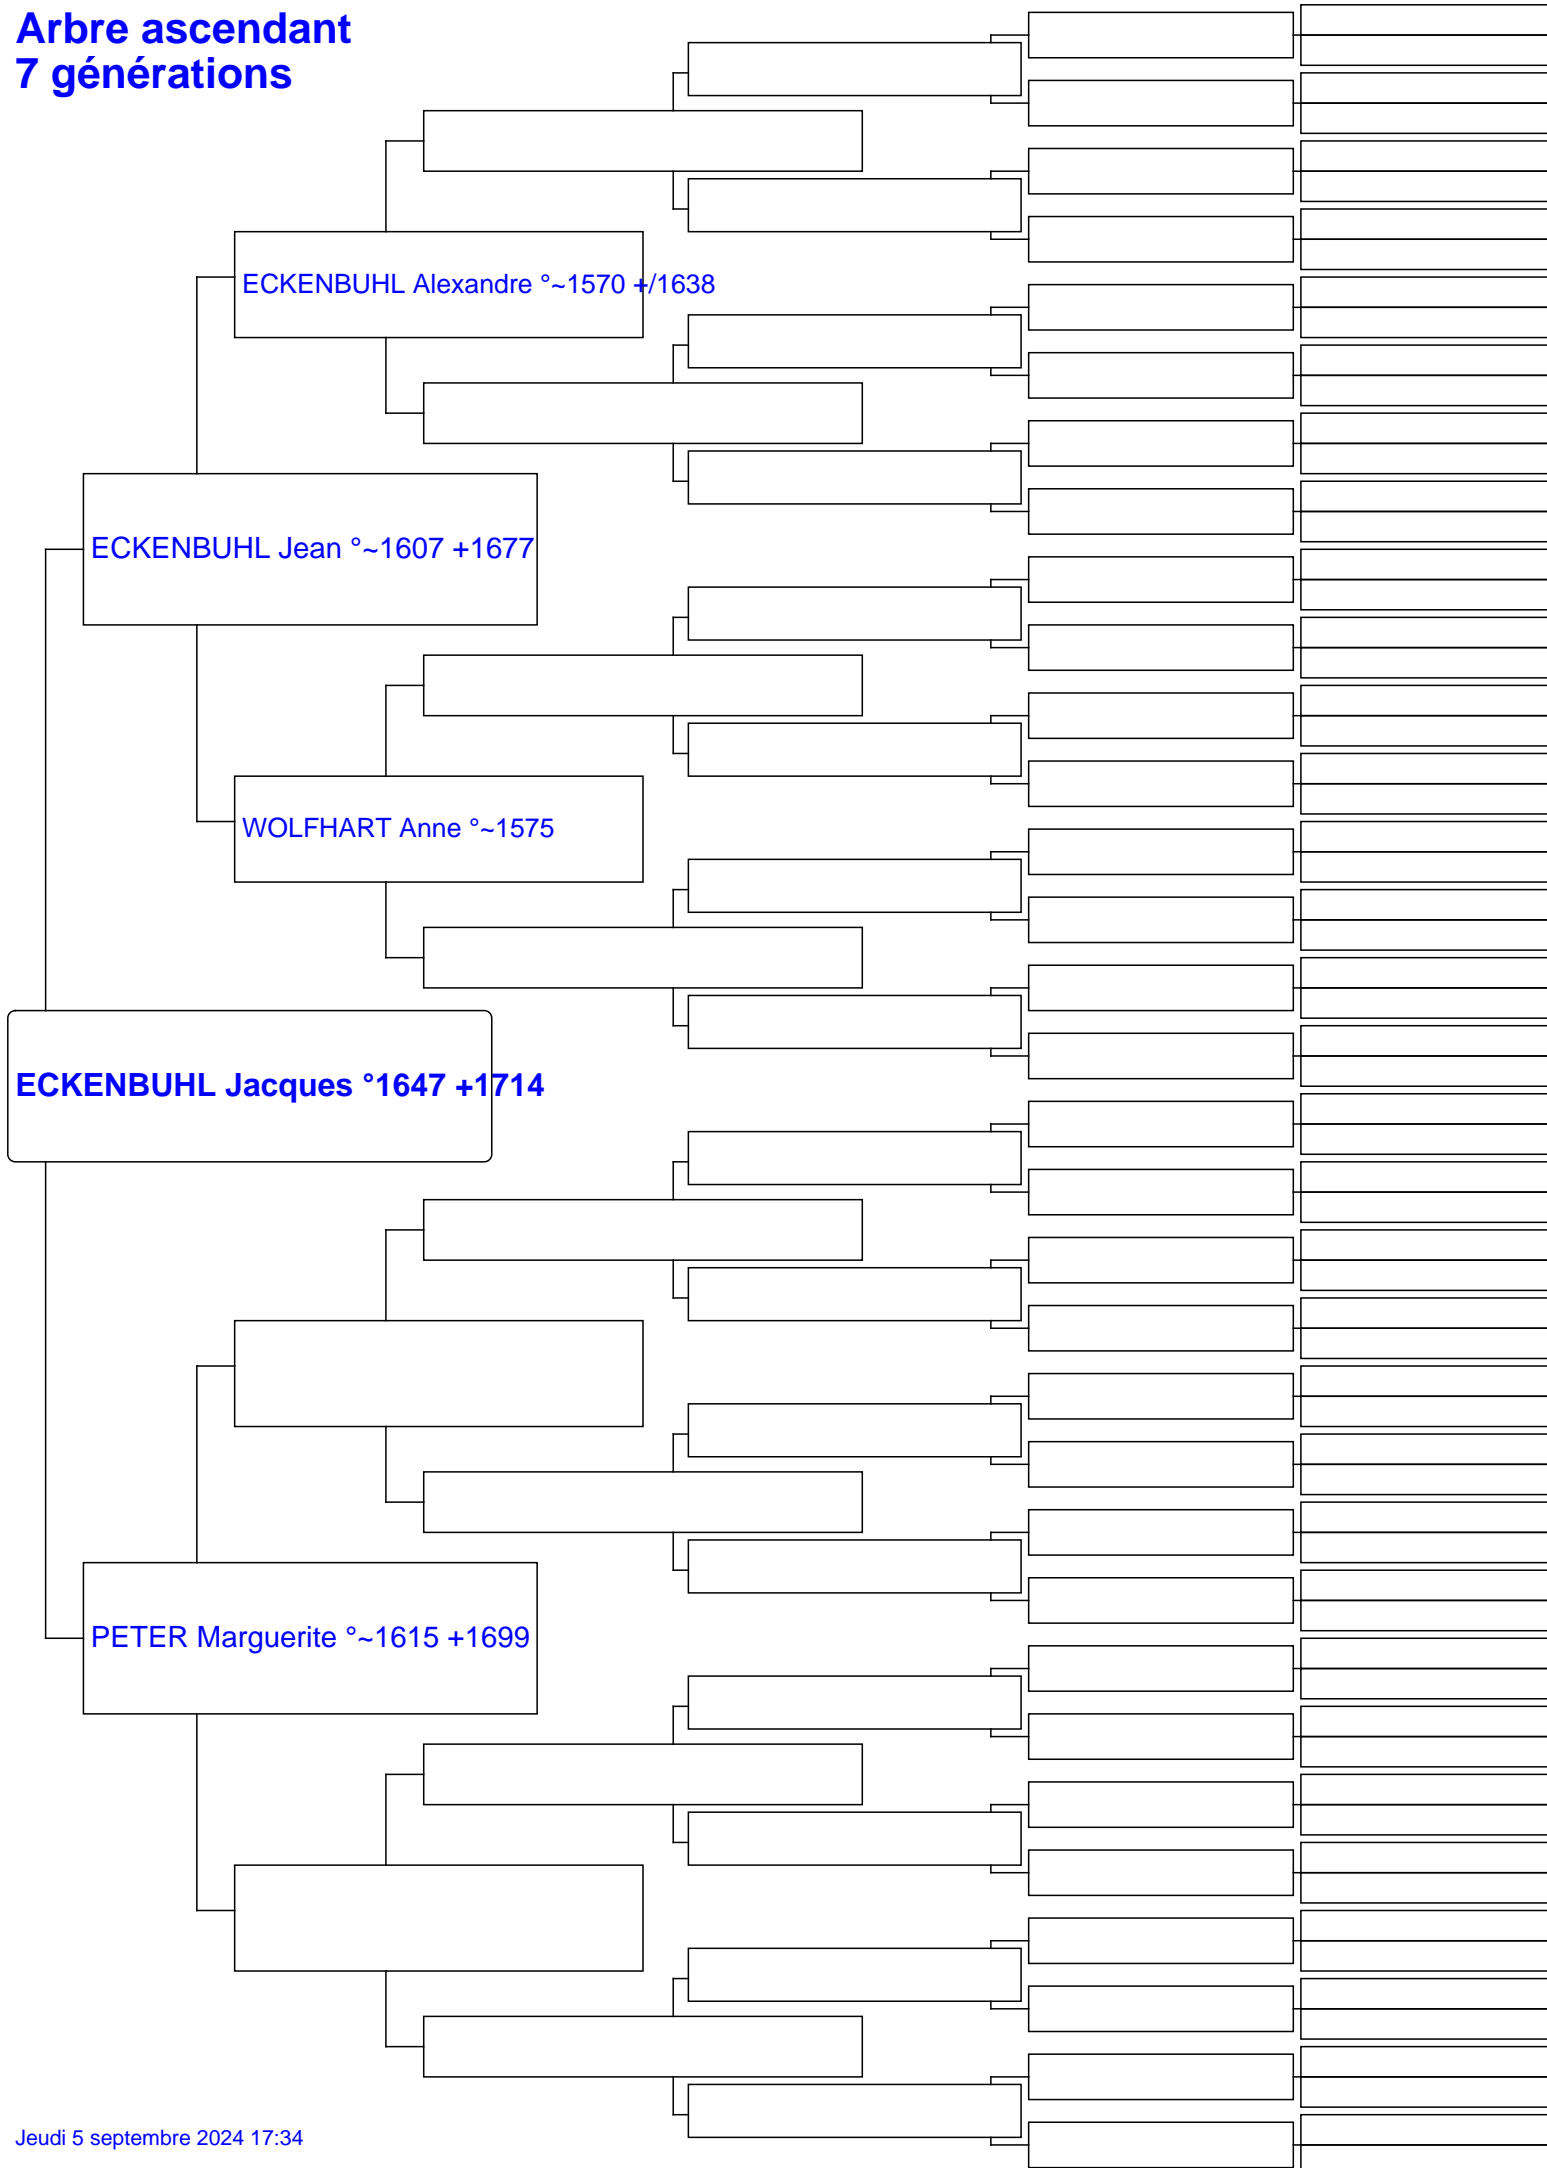 Arbre ascendant
7 générations
ECKENBUHL Alexandre °~1570 +/1638
ECKENBUHL Jean °~1607 +1677
WOLFHART Anne °~1575
ECKENBUHL Jacques °1647 +1714
PETER Marguerite °~1615 +1699
Jeudi 5 septembre 2024 17:34